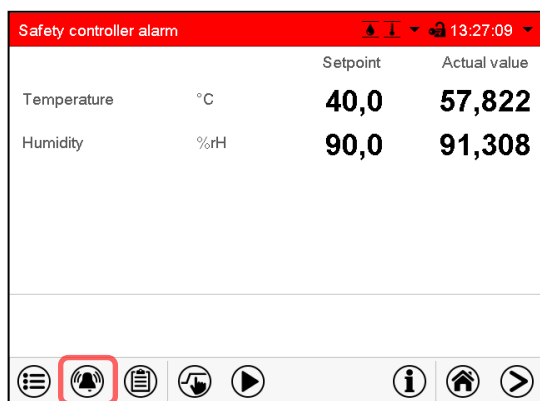 Safety controller alarm 13:27:09
Setpoint Actual value
Temperature °C 40,0 57,822
Humidity %rH 90,0 91,308